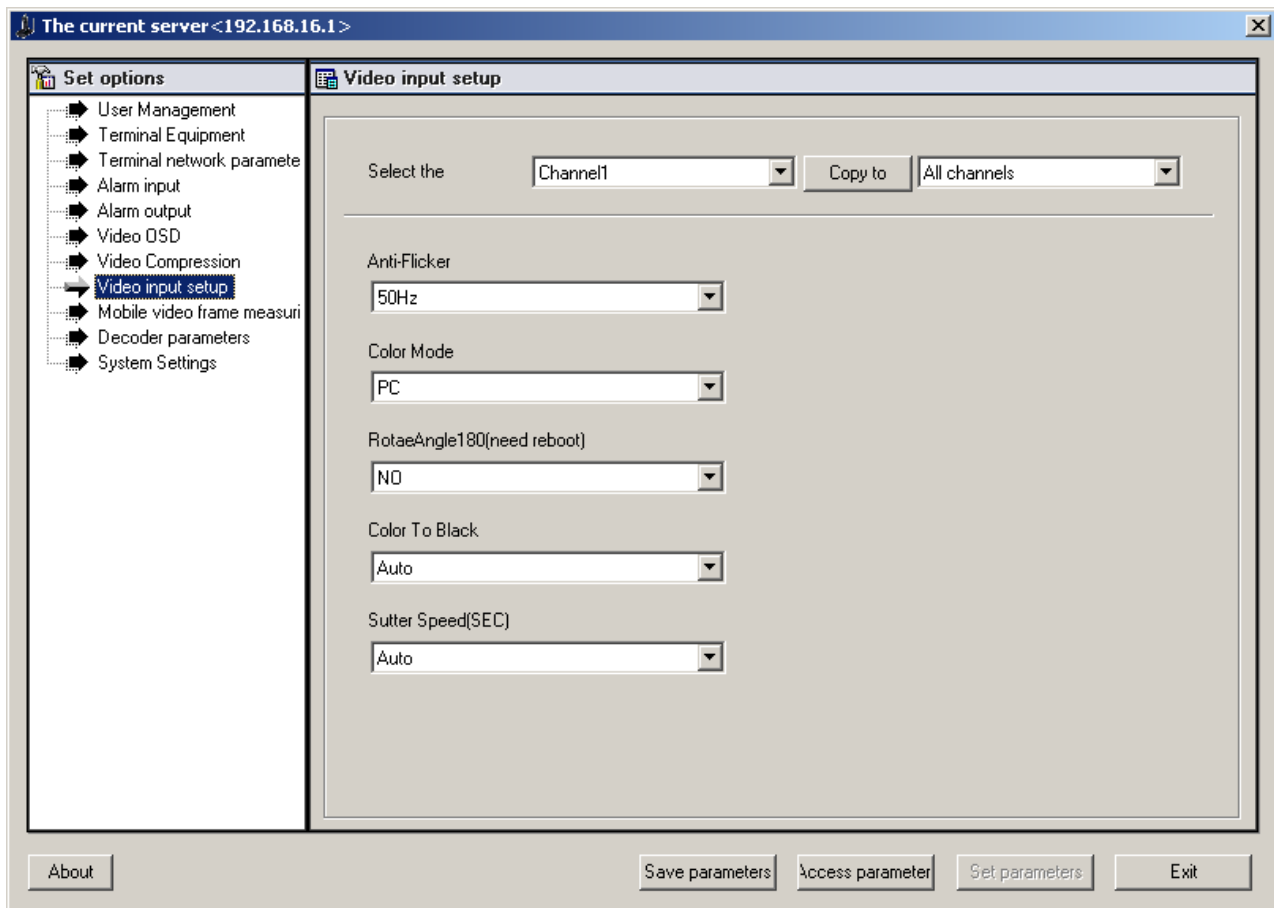 The current server<192.168.16.1>
Set options
User Management
Terminal Equipment
Terminal network paramete
Alarm input
Alarm output
Video OSD
Video Compression
Video input setup
Mobile video frame measuri
Decoder parameters
System Settings
Video input setup
Select the Channel1 Copy to All channels
Anti-Flicker
50Hz
Color Mode
PC
RotaeAngle180(need reboot)
NO
Color To Black
Auto
Sutter Speed(SEC)
Auto
About Save parameters Access parameter Set parameters Exit